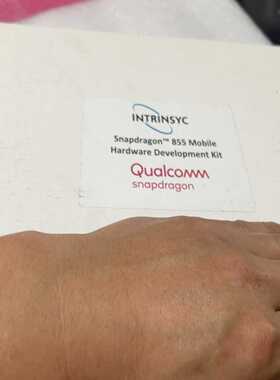 INTRINSYC
Snapdragon™ 855 Mobile
Hardware Development Kit
Qualcomm
snapdragon